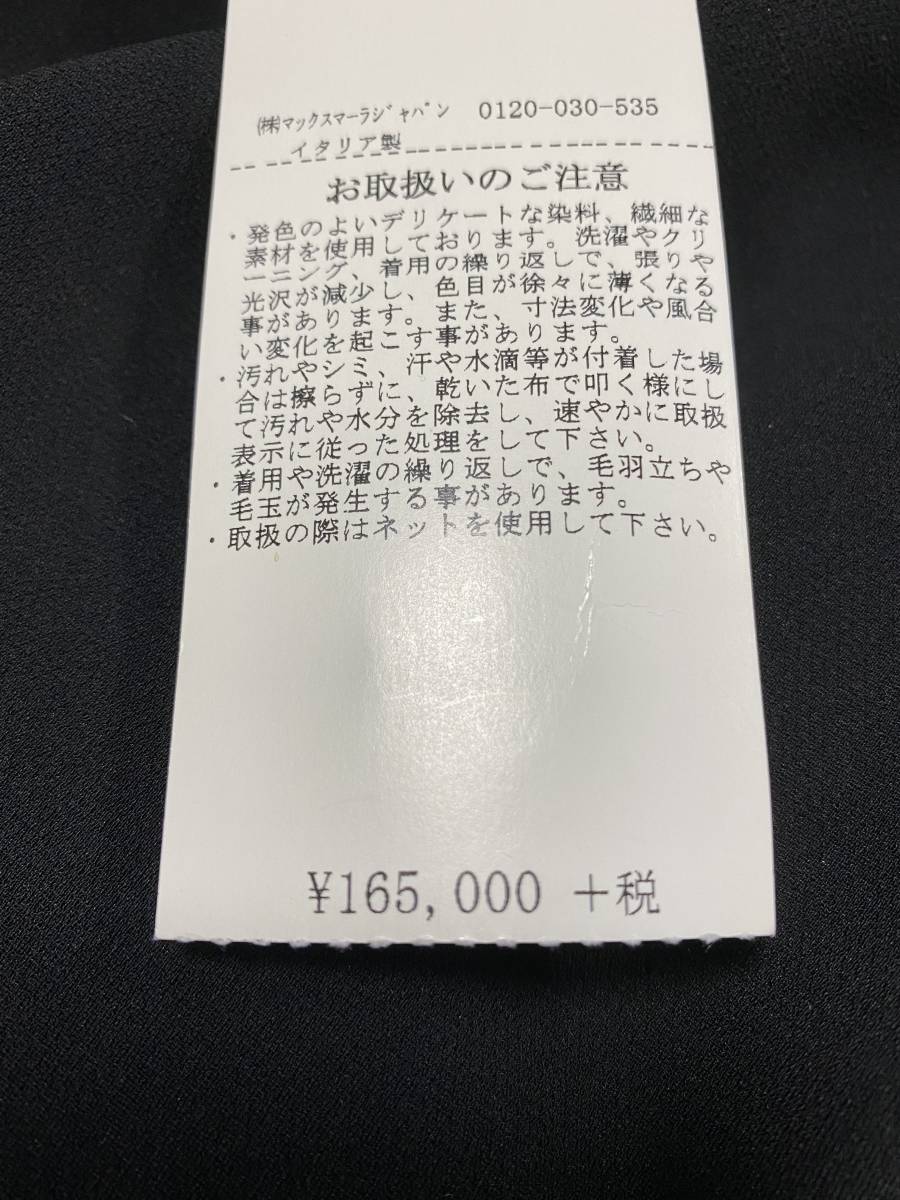 ㈱マックスマーラジャパン 0120-030-535
イタリア製
お取扱いのご注意
・発色のよいデリケートな染料、繊細な
素材を使用しております。洗濯やクリ
ーニング、着用の繰り返しで、張りや
光沢が減少し、色目が徐々に薄くなる
事があります。また、寸法変化や風合
い変化を起こす事があります。
・汚れやシミ、汗や水滴等が付着した場
合は擦らずに、乾いた布で叩く様にし
て汚れや水分を除去し、速やかに取扱
表示に従った処理をして下さい。
・着用や洗濯の繰り返しで、毛羽立ちや
毛玉が発生する事があります。
・取扱の際はネットを使用して下さい。
¥165,000 +税